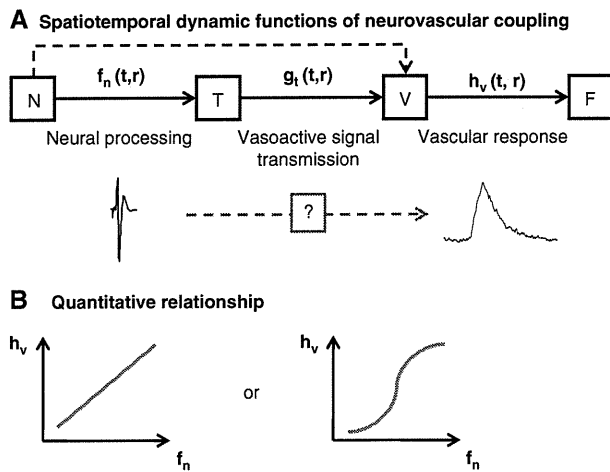 A Spatiotemporal dynamic functions of neurovascular coupling
fn (t,r) gt (t,r) hv (t, r)
N T V F
Neural processing Vasoactive signal transmission Vascular response
?
B Quantitative relationship
hv hv
or
fn fn